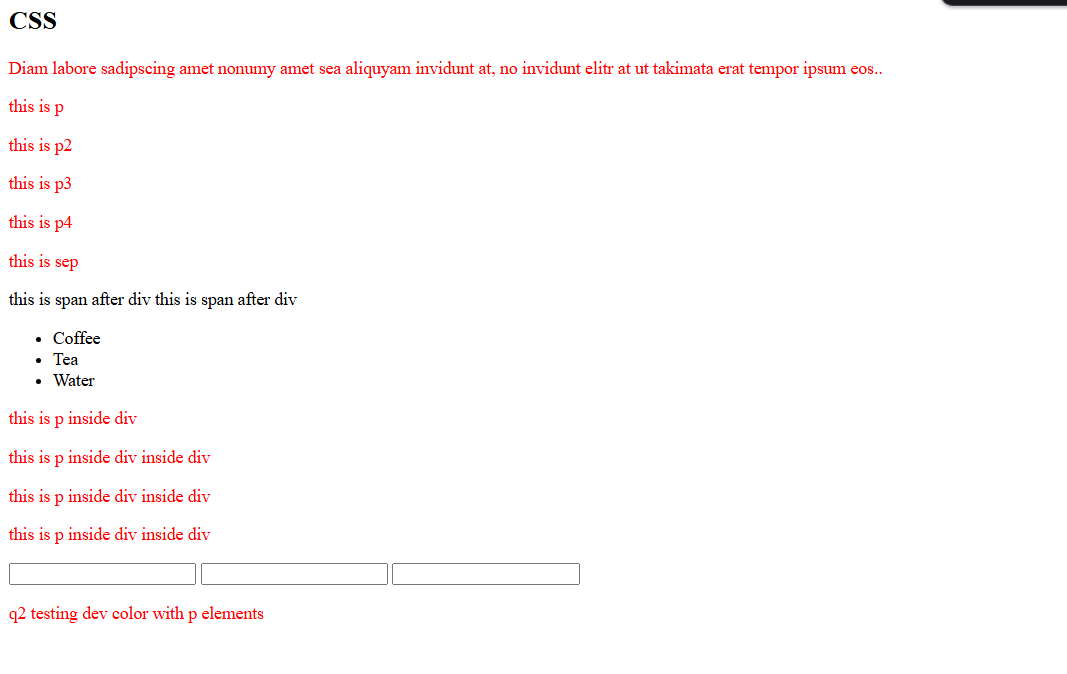 CSS
Diam labore sadipscing amet nonumy amet sea aliquyam invidunt at, no invidunt elitr at ut takimata erat tempor ipsum eos..
this is p
this is p2
this is p3
this is p4
this is sep
this is span after div this is span after div
• Coffee
• Tea
• Water
this is p inside div
this is p inside div inside div
this is p inside div inside div
this is p inside div inside div
q2 testing dev color with p elements